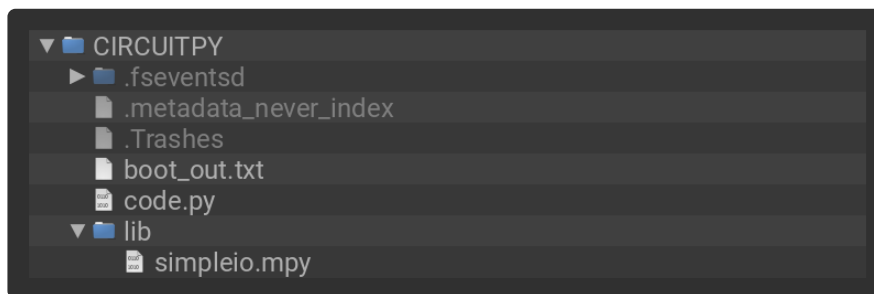 CIRCUITPY
.fseventsd
.metadata_never_index
.Trashes
boot_out.txt
code.py
lib
simpleio.mpy